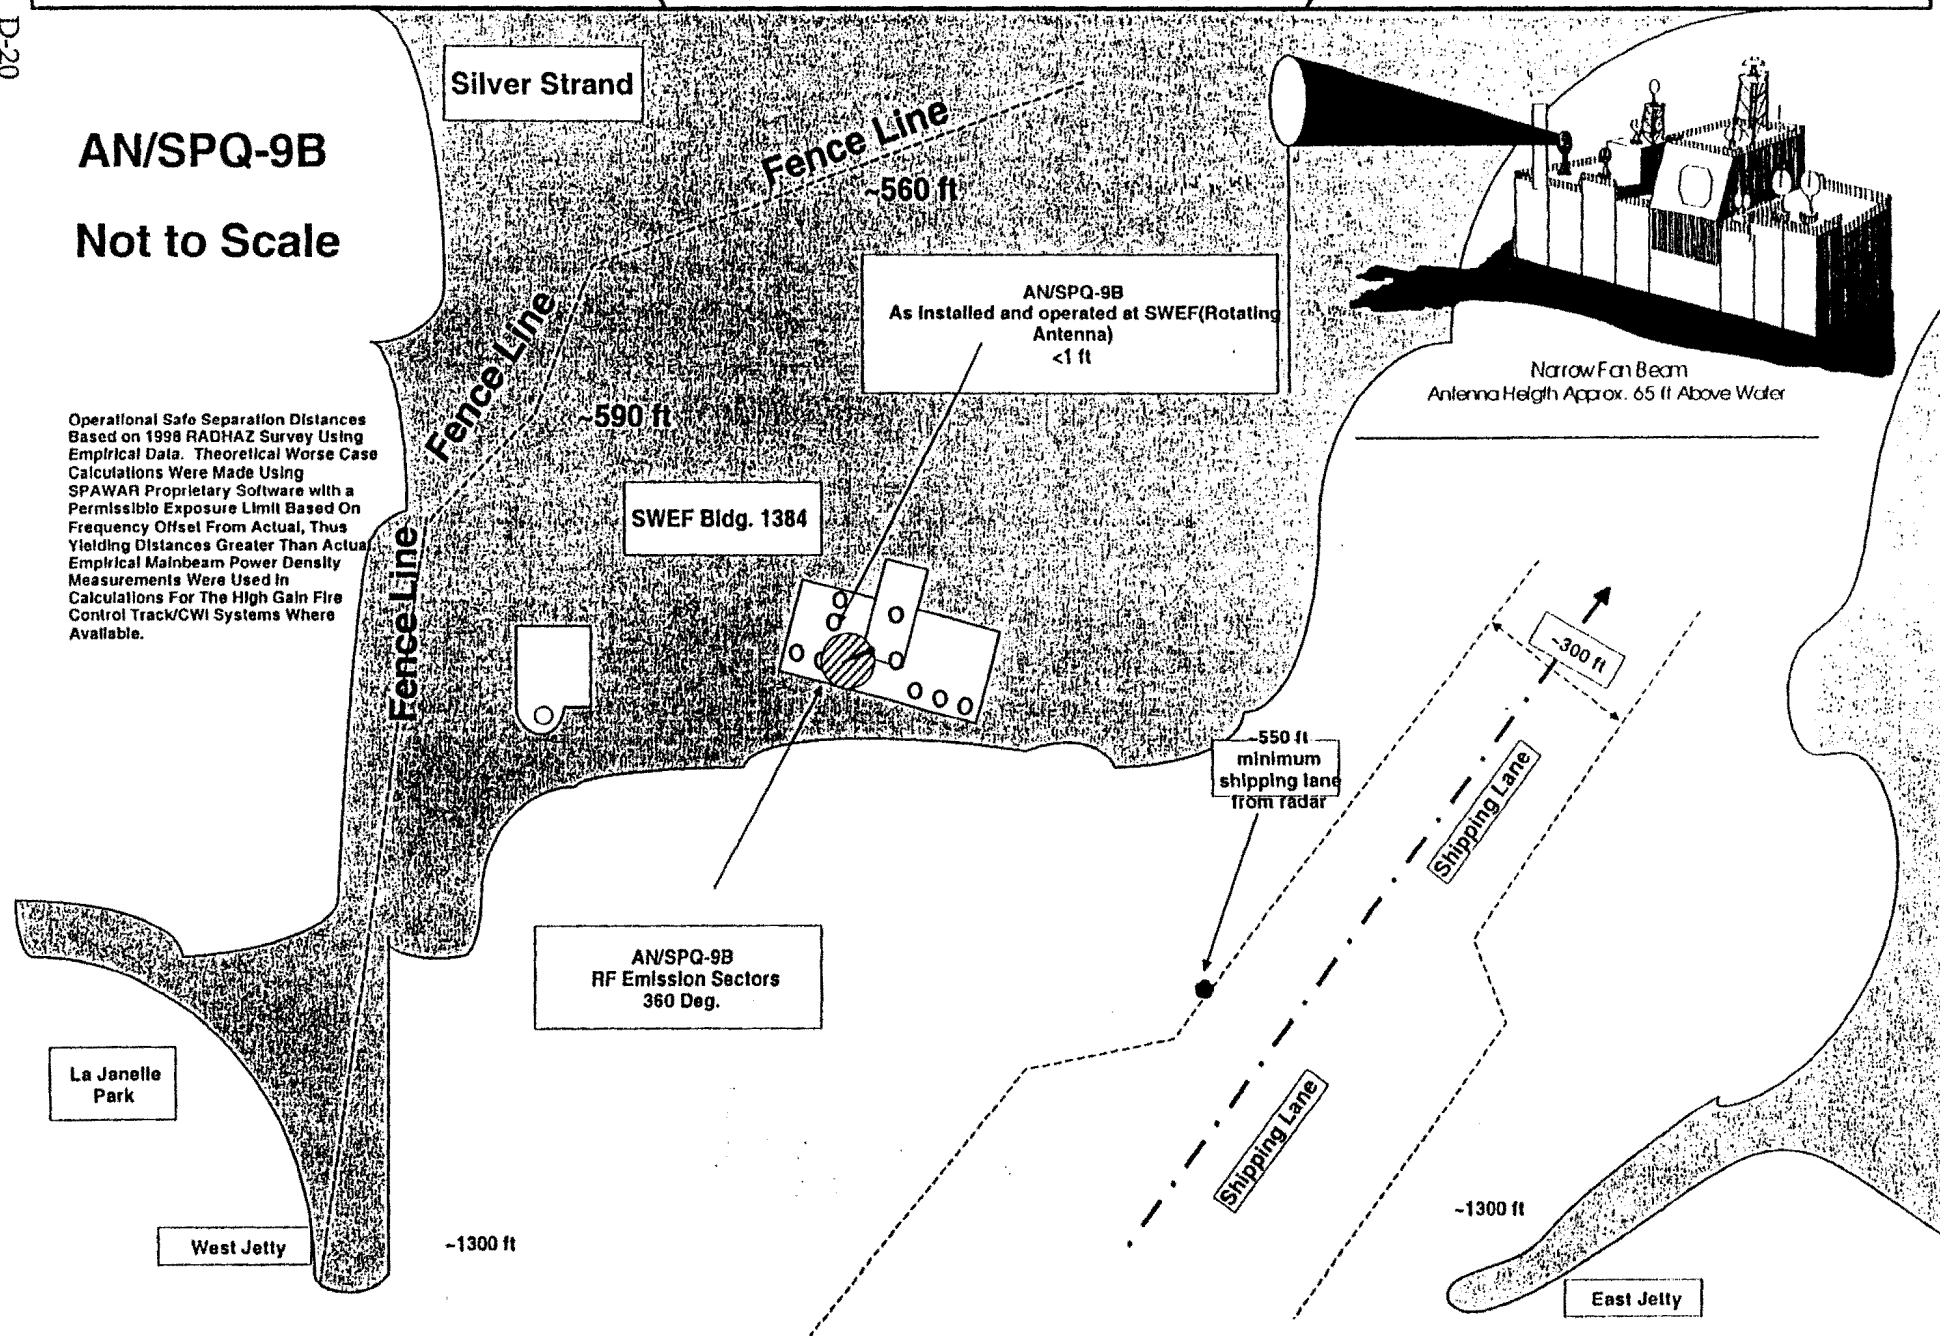 D-20
AN/SPQ-9B
Not to Scale
Silver Strand
Fence Line
~560 ft
AN/SPQ-9B
As Installed and operated at SWEF(Rotating
Antenna)
<1 ft
Narrow Fan Beam
Antenna Heigth Approx. 65 ft Above Water
Fence Line
~590 ft
Operational Safe Separation Distances
Based on 1998 RADHAZ Survey Using
Empirical Data. Theoretical Worse Case
Calculations Were Made Using
SPAWAR Proprietary Software with a
Permissible Exposure Limit Based On
Frequency Offset From Actual, Thus
Yielding Distances Greater Than Actual.
Empirical Mainbeam Power Density
Measurements Were Used in
Calculations For The High Gain Fire
Control Track/CWI Systems Where
Available.
Fence Line
SWEF Bldg. 1384
~300 ft
~550 ft
minimum
shipping lane
from radar
Shipping Lane
AN/SPQ-9B
RF Emission Sectors
360 Deg.
La Janelle
Park
Shipping Lane
West Jetty
~1300 ft
~1300 ft
East Jetty